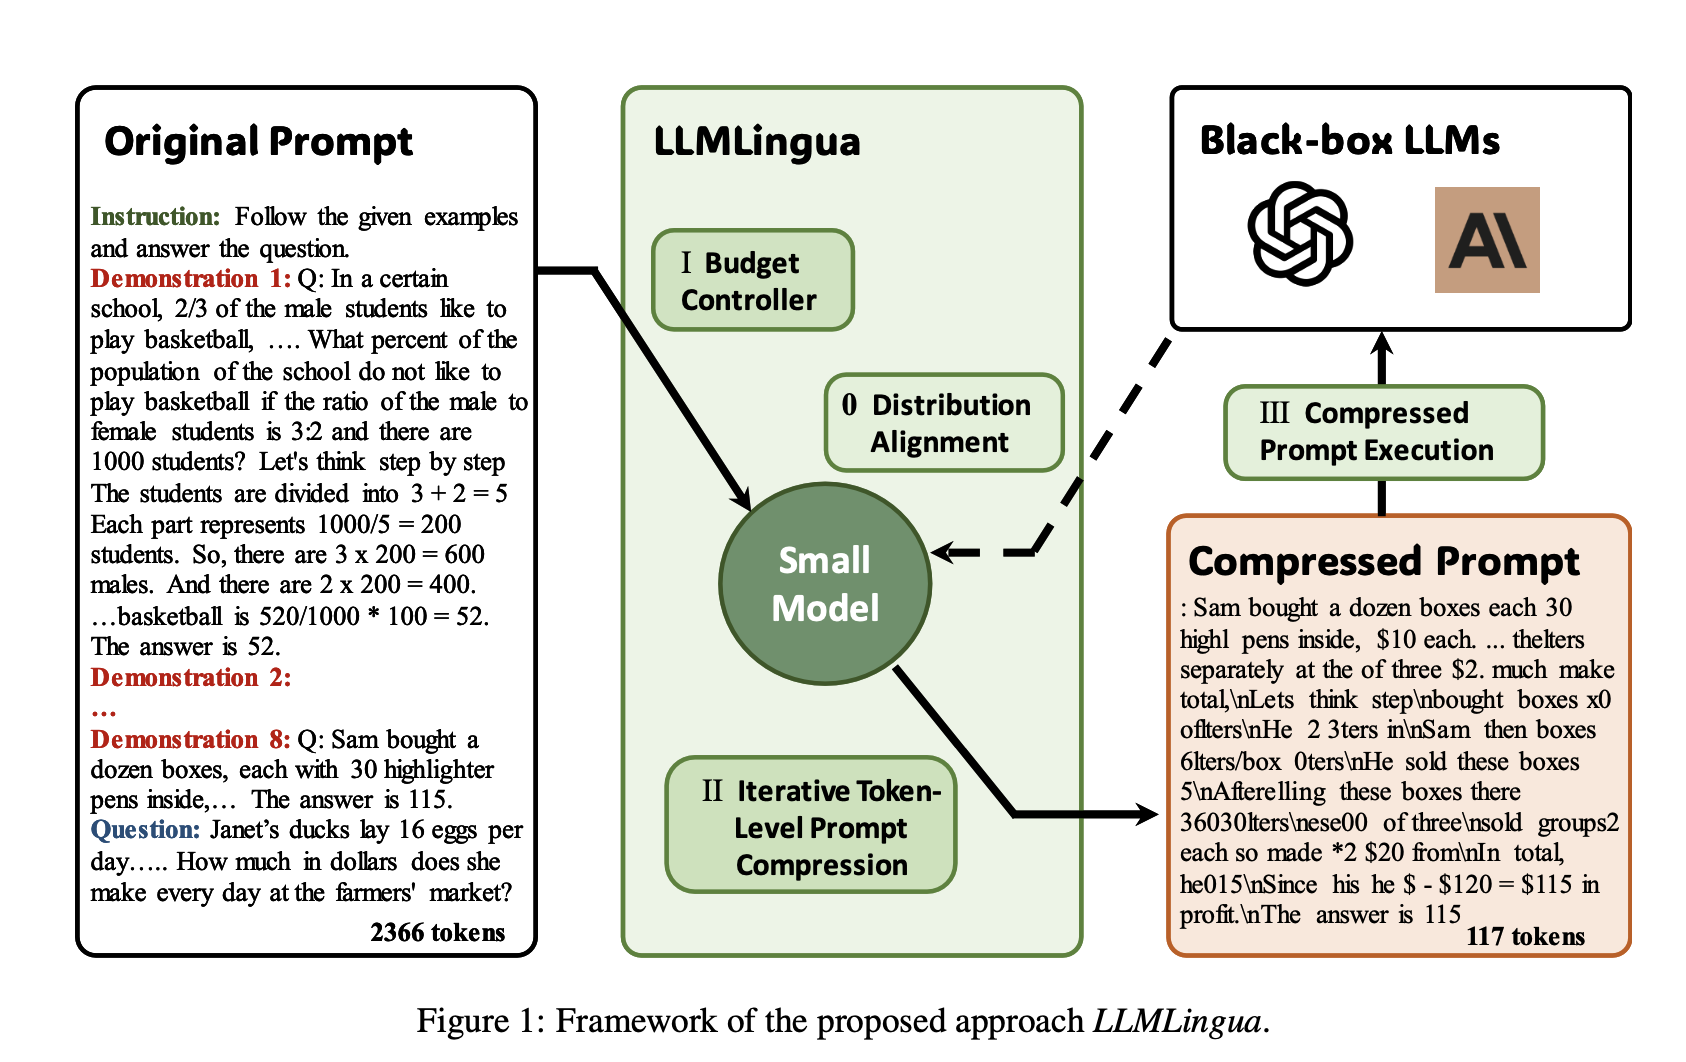 Original Prompt
Instruction: Follow the given examples
and answer the question.
Demonstration 1: Q: In a certain
school, 2/3 of the male students like to
play basketball, …. What percent of the
population of the school do not like to
play basketball if the ratio of the male to
female students is 3:2 and there are
1000 students? Let's think step by step
The students are divided into 3 + 2 = 5
Each part represents 1000/5 = 200
students. So, there are 3 x 200 = 600
males. And there are 2 x 200 = 400.
…basketball is 520/1000 * 100 = 52.
The answer is 52.
Demonstration 2:
…
Demonstration 8: Q: Sam bought a
dozen boxes, each with 30 highlighter
pens inside,… The answer is 115.
Question: Janet’s ducks lay 16 eggs per
day….. How much in dollars does she
make every day at the farmers' market?
2366 tokens
LLMLingua
I Budget
Controller
0 Distribution
Alignment
Small
Model
II Iterative Token-
Level Prompt
Compression
Black-box LLMs
III Compressed
Prompt Execution
Compressed Prompt
: Sam bought a dozen boxes each 30
highl pens inside, $10 each. ... thelters
separately at the of three $2. much make
total,\nLets think step\nbought boxes x0
oflters\nHe 2 3ters in\nSam then boxes
6lters/box 0ters\nHe sold these boxes
5\nAfterelling these boxes there
36030lters\nese00 of three\nsold groups2
each so made *2 $20 from\nIn total,
he015\nSince his he $ - $120 = $115 in
profit.\nThe answer is 115
117 tokens
Figure 1: Framework of the proposed approach LLMLingua.